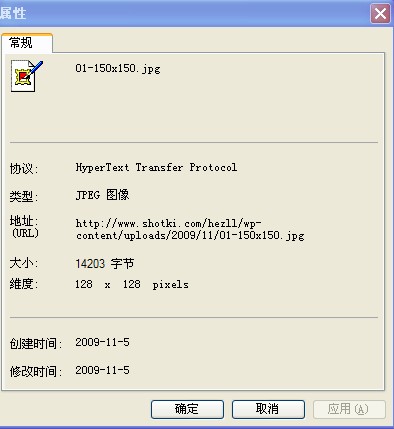 属性
常规
01-150x150.jpg
协议: HyperText Transfer Protocol
类型: JPEG 图像
地址: http://www.shotki.com/hezll/wp-
(URL) content/uploads/2009/11/01-150x150.jpg
大小: 14203 字节
维度: 128 x 128 pixels
创建时间: 2009-11-5
修改时间: 2009-11-5
确定 取消 应用(A)